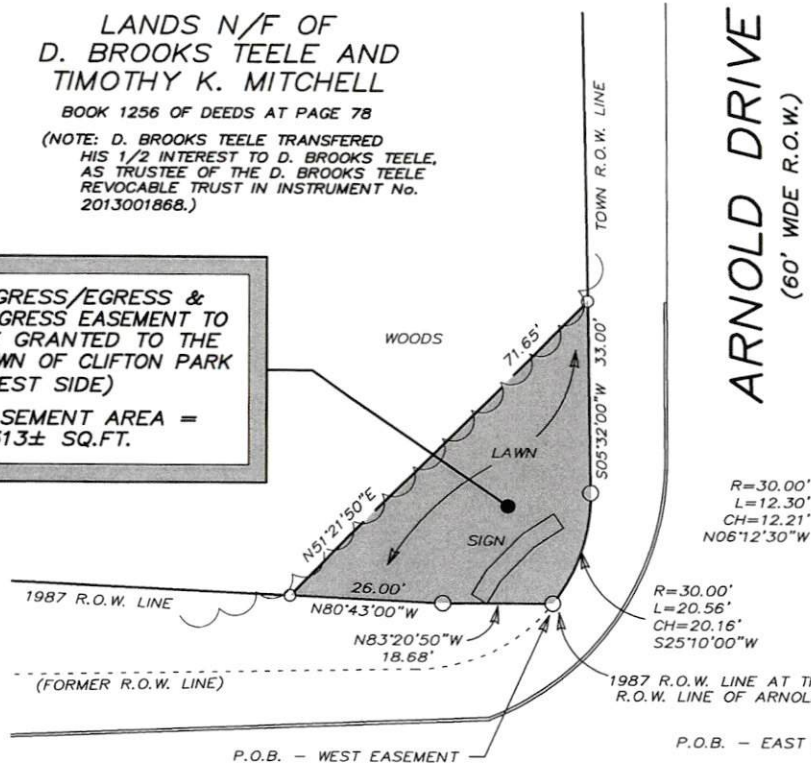 LANDS N/F OF
D. BROOKS TEELE AND
TIMOTHY K. MITCHELL
BOOK 1256 OF DEEDS AT PAGE 78
(NOTE: D. BROOKS TEELE TRANSFERED
HIS 1/2 INTEREST TO D. BROOKS TEELE,
AS TRUSTEE OF THE D. BROOKS TEELE
REVOCABLE TRUST IN INSTRUMENT No.
2013001868.)
GRESS/EGRESS &
GRESS EASEMENT TO
GRANTED TO THE
WN OF CLIFTON PARK
EST SIDE)
SEMENT AREA =
513± SQ.FT.
WOODS
TOWN R.O.W. LINE
ARNOLD DRIVE
(60' WIDE R.O.W.)
71.65'
N51°21'50"E
S05°32'00"W 33.00'
LAWN
SIGN
R=30.00'
L=12.30'
CH=12.21'
N06°12'30"W
1987 R.O.W. LINE
26.00'
N80°43'00"W
N83°20'50"W
18.68'
R=30.00'
L=20.56'
CH=20.16'
S25°10'00"W
(FORMER R.O.W. LINE)
1987 R.O.W. LINE AT T
R.O.W. LINE OF ARNOL
P.O.B. - WEST EASEMENT
P.O.B. - EAST